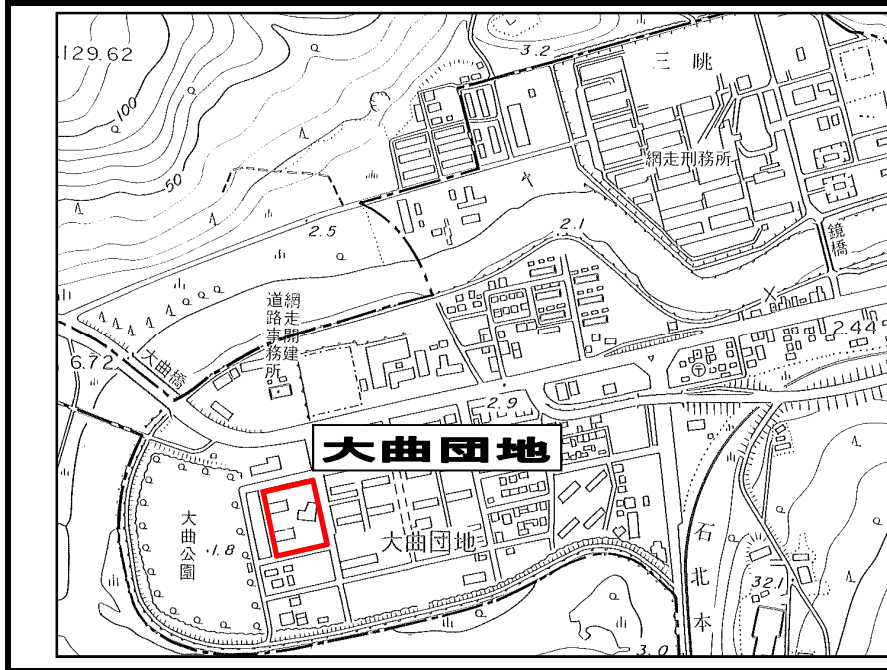 129.62
3.2
三眺
100
網走刑務所
50
2.5
2.1
鏡橋
網走開建
道路事務所
大曲橋
6.72
2.44
〒
2.9
大曲団地
大曲公園
1.8
大曲団地
石北本
32.1
3.0